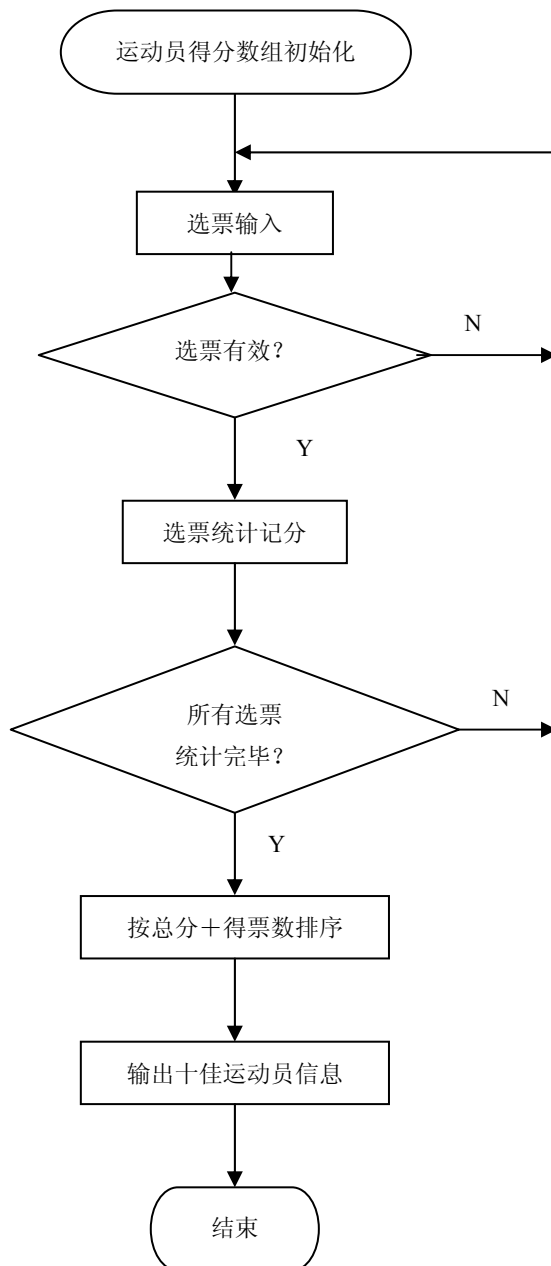 运动员得分数组初始化
选票输入
选票有效？
N
Y
选票统计记分
所有选票
统计完毕？
N
Y
按总分＋得票数排序
输出十佳运动员信息
结束